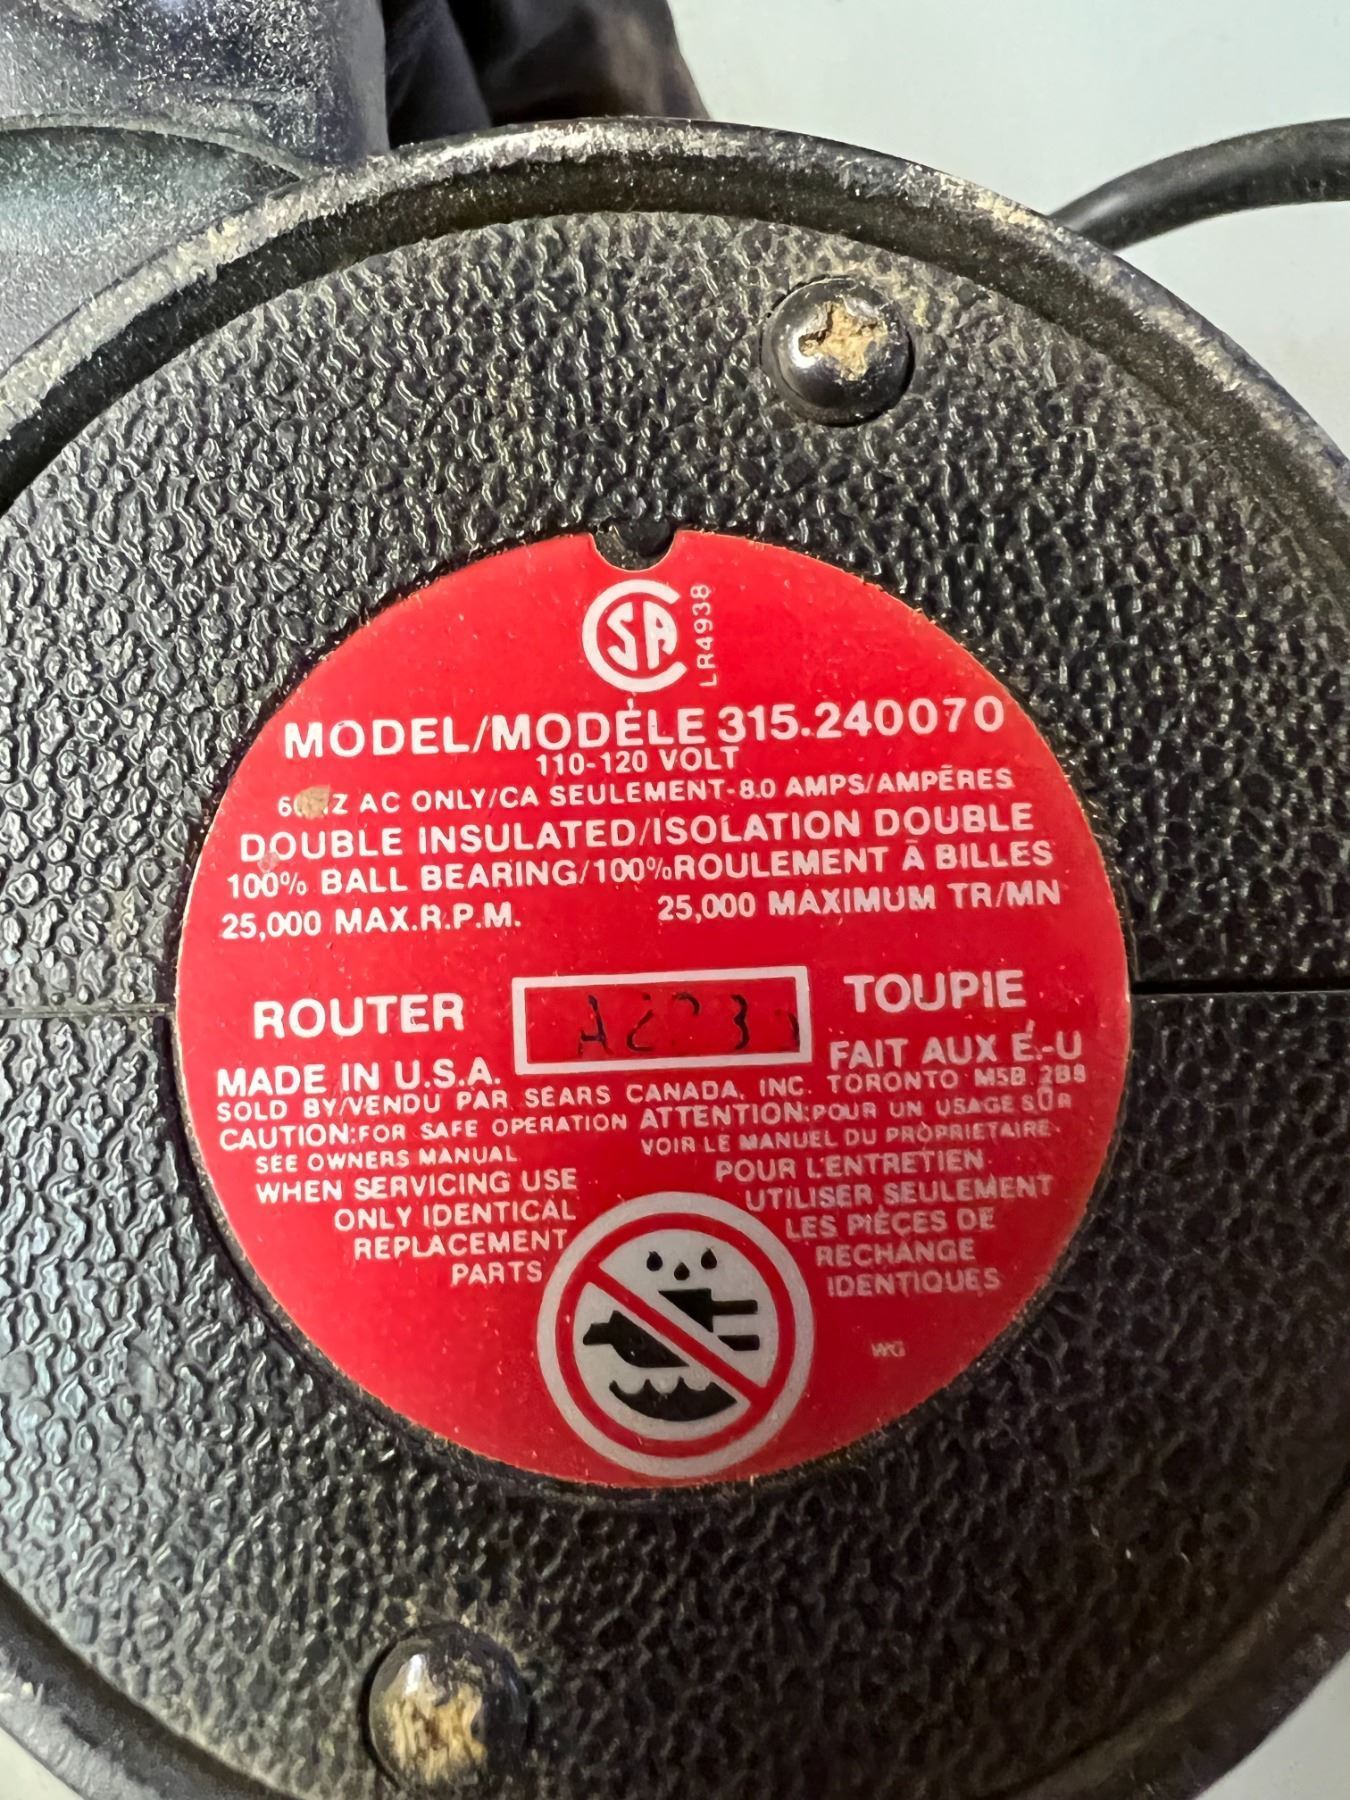 CSA
LR4938
MODEL/MODÈLE 315.240070
110-120 VOLT
AC ONLY/CA SEULEMENT-8.0 AMPS/AMPÈRES
DOUBLE INSULATED/ISOLATION DOUBLE
100% BALL BEARING/100%ROULEMENT À BILLES
25,000 MAX.R.P.M. 25,000 MAXIMUM TR/MN
ROUTER TOUPIE
MADE IN U.S.A. FAIT AUX É.-U
SOLD BY/VENDU PAR SEARS CANADA, INC. TORONTO M5B 2B8
CAUTION:FOR SAFE OPERATION ATTENTION:POUR UN USAGE SÛR
SEE OWNERS MANUAL VOIR LE MANUEL DU PROPRIETAIRE
WHEN SERVICING USE POUR L'ENTRETIEN
ONLY IDENTICAL UTILISER SEULEMENT
REPLACEMENT LES PIÈCES DE
PARTS RECHANGE
IDENTIQUES
WG